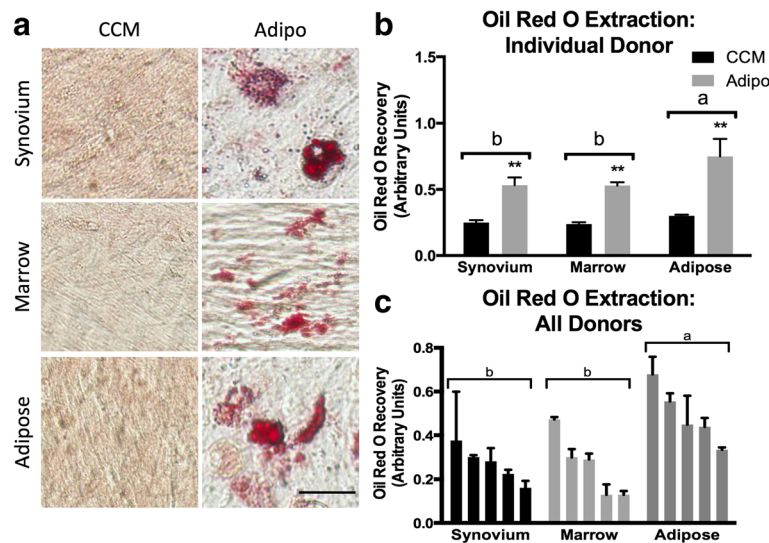 a
CCM
Adipo
Synovium
Marrow
Adipose
b
Oil Red O Extraction:
Individual Donor
Oil Red O Recovery
(Arbitrary Units)
1.5
1.0
0.5
0.0
CCM
Adipo
b
**
b
**
a
**
Synovium
Marrow
Adipose
c
Oil Red O Extraction:
All Donors
Oil Red O Recovery
(Arbitrary Units)
0.8
0.6
0.4
0.2
0.0
b
b
a
Synovium
Marrow
Adipose